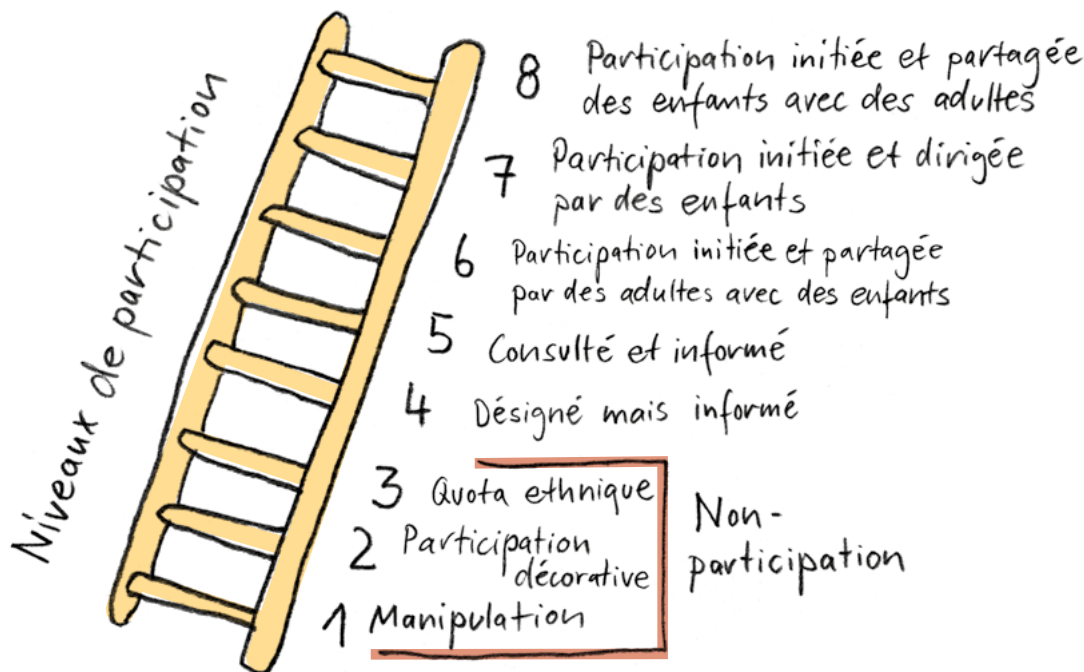 Niveaux de participation
8 Participation initiée et partagée
des enfants avec des adultes
7 Participation initiée et dirigée
par des enfants
6 Participation initiée et partagée
par des adultes avec des enfants
5 Consulté et informé
4 Désigné mais informé
3 Quota ethnique
2 Participation
décorative
1 Manipulation
Non-
participation